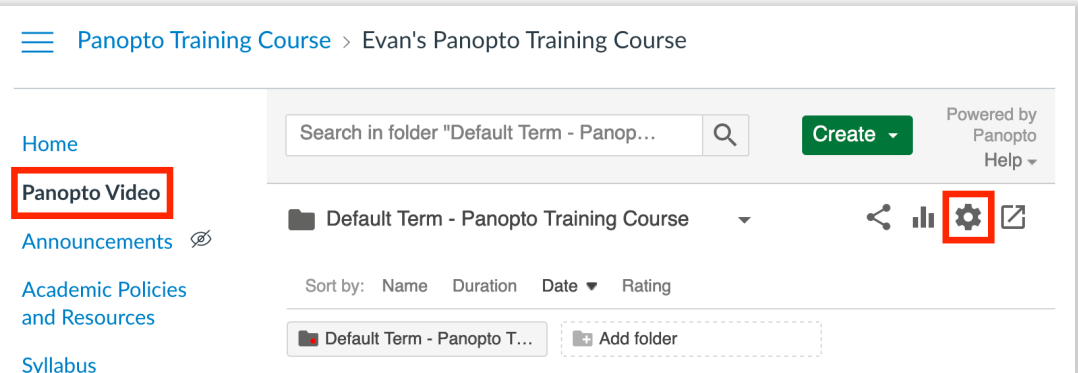 Panopto Training Course > Evan's Panopto Training Course
Home
Panopto Video
Announcements
Academic Policies
and Resources
Syllabus
Search in folder "Default Term - Panop...
Create
Powered by
Panopto
Help
Default Term - Panopto Training Course
Sort by: Name Duration Date Rating
Default Term - Panopto T...
Add folder